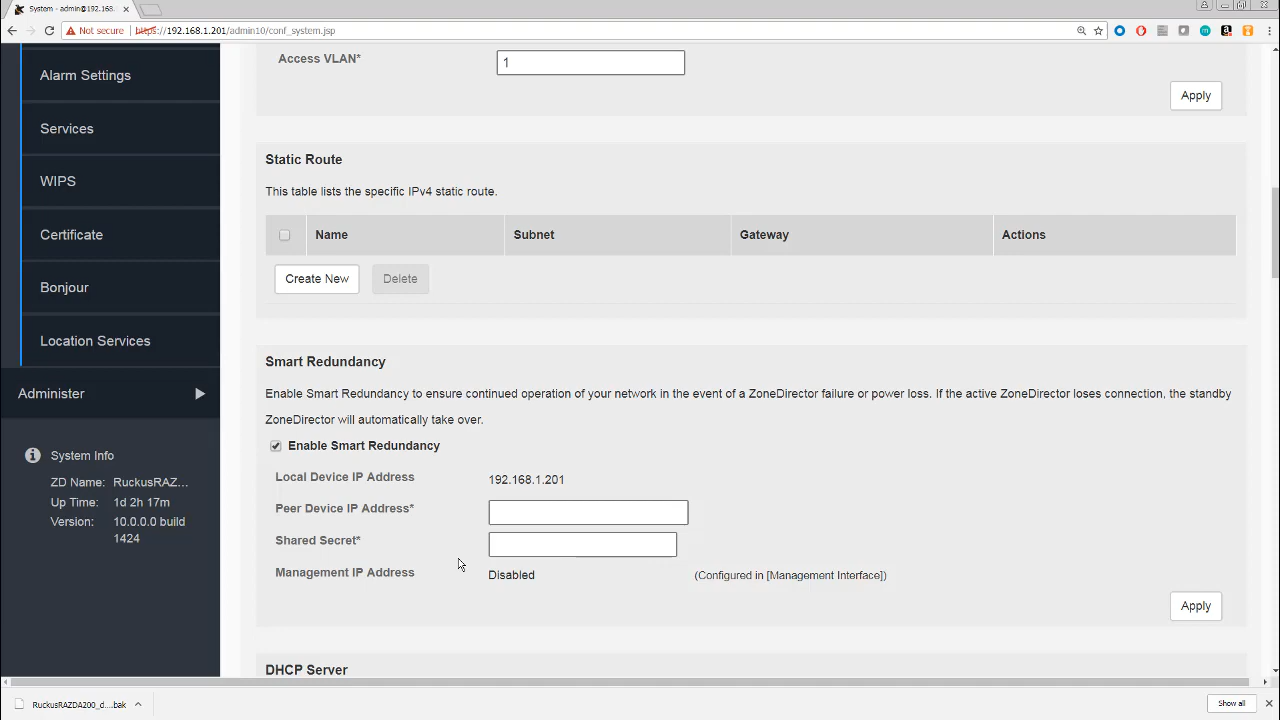 System - admin@192.168.
Not secure
https://192.168.1.201/admin10/conf_system.jsp
Alarm Settings
Services
WIPS
Certificate
Bonjour
Location Services
Administer
System Info
ZD Name: RuckusRAZ...
Up Time: 1d 2h 17m
Version: 10.0.0.0 build
1424
Access VLAN*
1
Apply
Static Route
This table lists the specific IPv4 static route.
Name
Subnet
Gateway
Actions
Create New
Delete
Smart Redundancy
Enable Smart Redundancy to ensure continued operation of your network in the event of a ZoneDirector failure or power loss. If the active ZoneDirector loses connection, the standby
ZoneDirector will automatically take over.
Enable Smart Redundancy
Local Device IP Address
192.168.1.201
Peer Device IP Address*
Shared Secret*
Management IP Address
Disabled
(Configured in [Management Interface])
Apply
DHCP Server
RuckusRAZDA200_d....bak
Show all